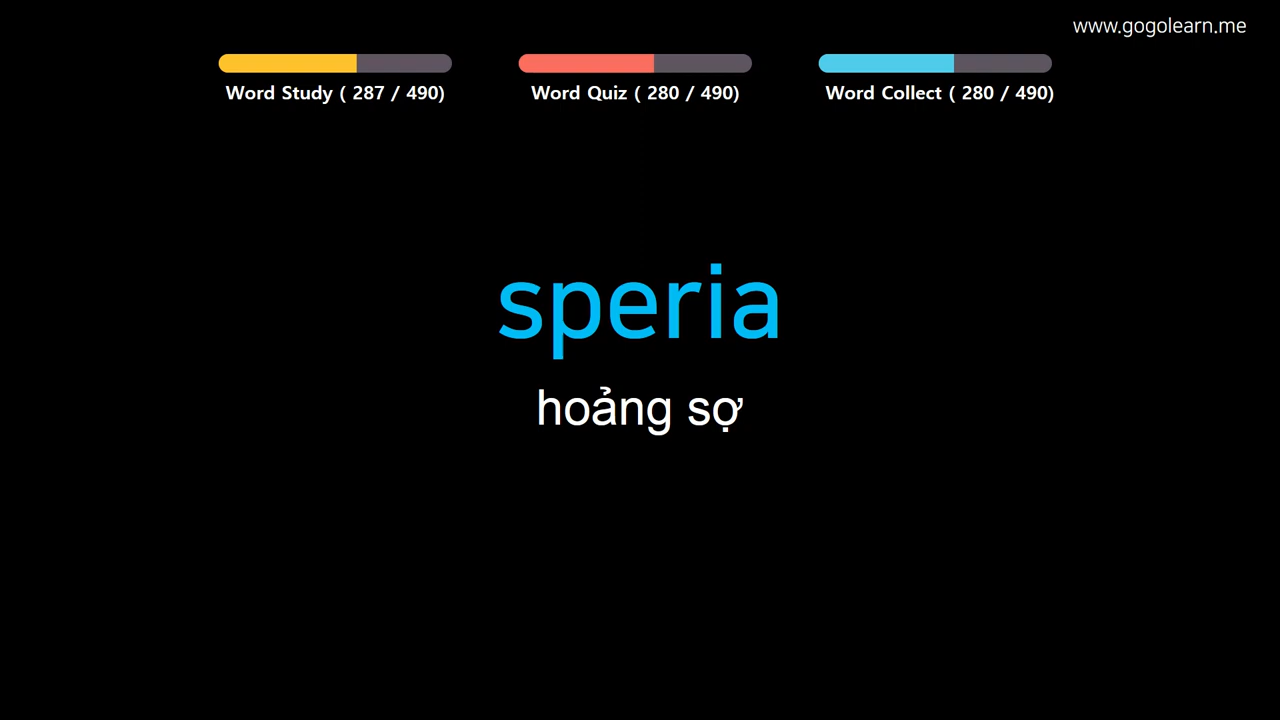 www.gogolearn.me
Word Study ( 287 / 490)
Word Quiz ( 280 / 490)
Word Collect ( 280 / 490)
speria
hoảng sợ